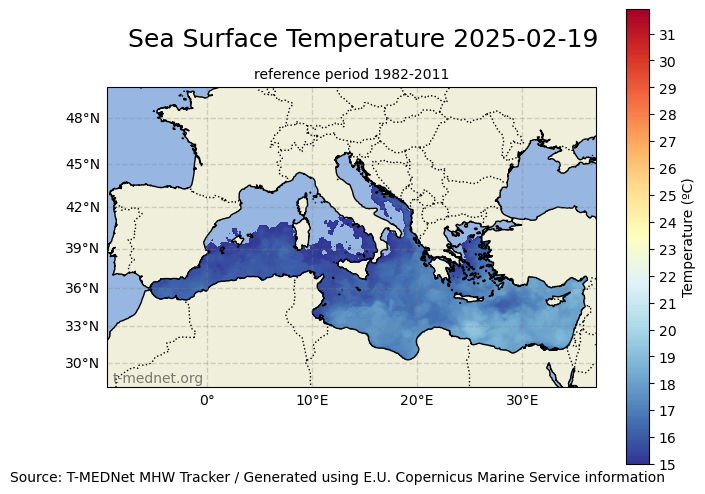 Sea Surface Temperature 2025-02-19
reference period 1982-2011
48°N
45°N
42°N
39°N
36°N
33°N
30°N
t-mednet.org
0°
10°E
20°E
30°E
31
30
29
28
27
26
25
24
23
22
21
20
19
18
17
16
15
Temperature (ºC)
Source: T-MEDNet MHW Tracker / Generated using E.U. Copernicus Marine Service information